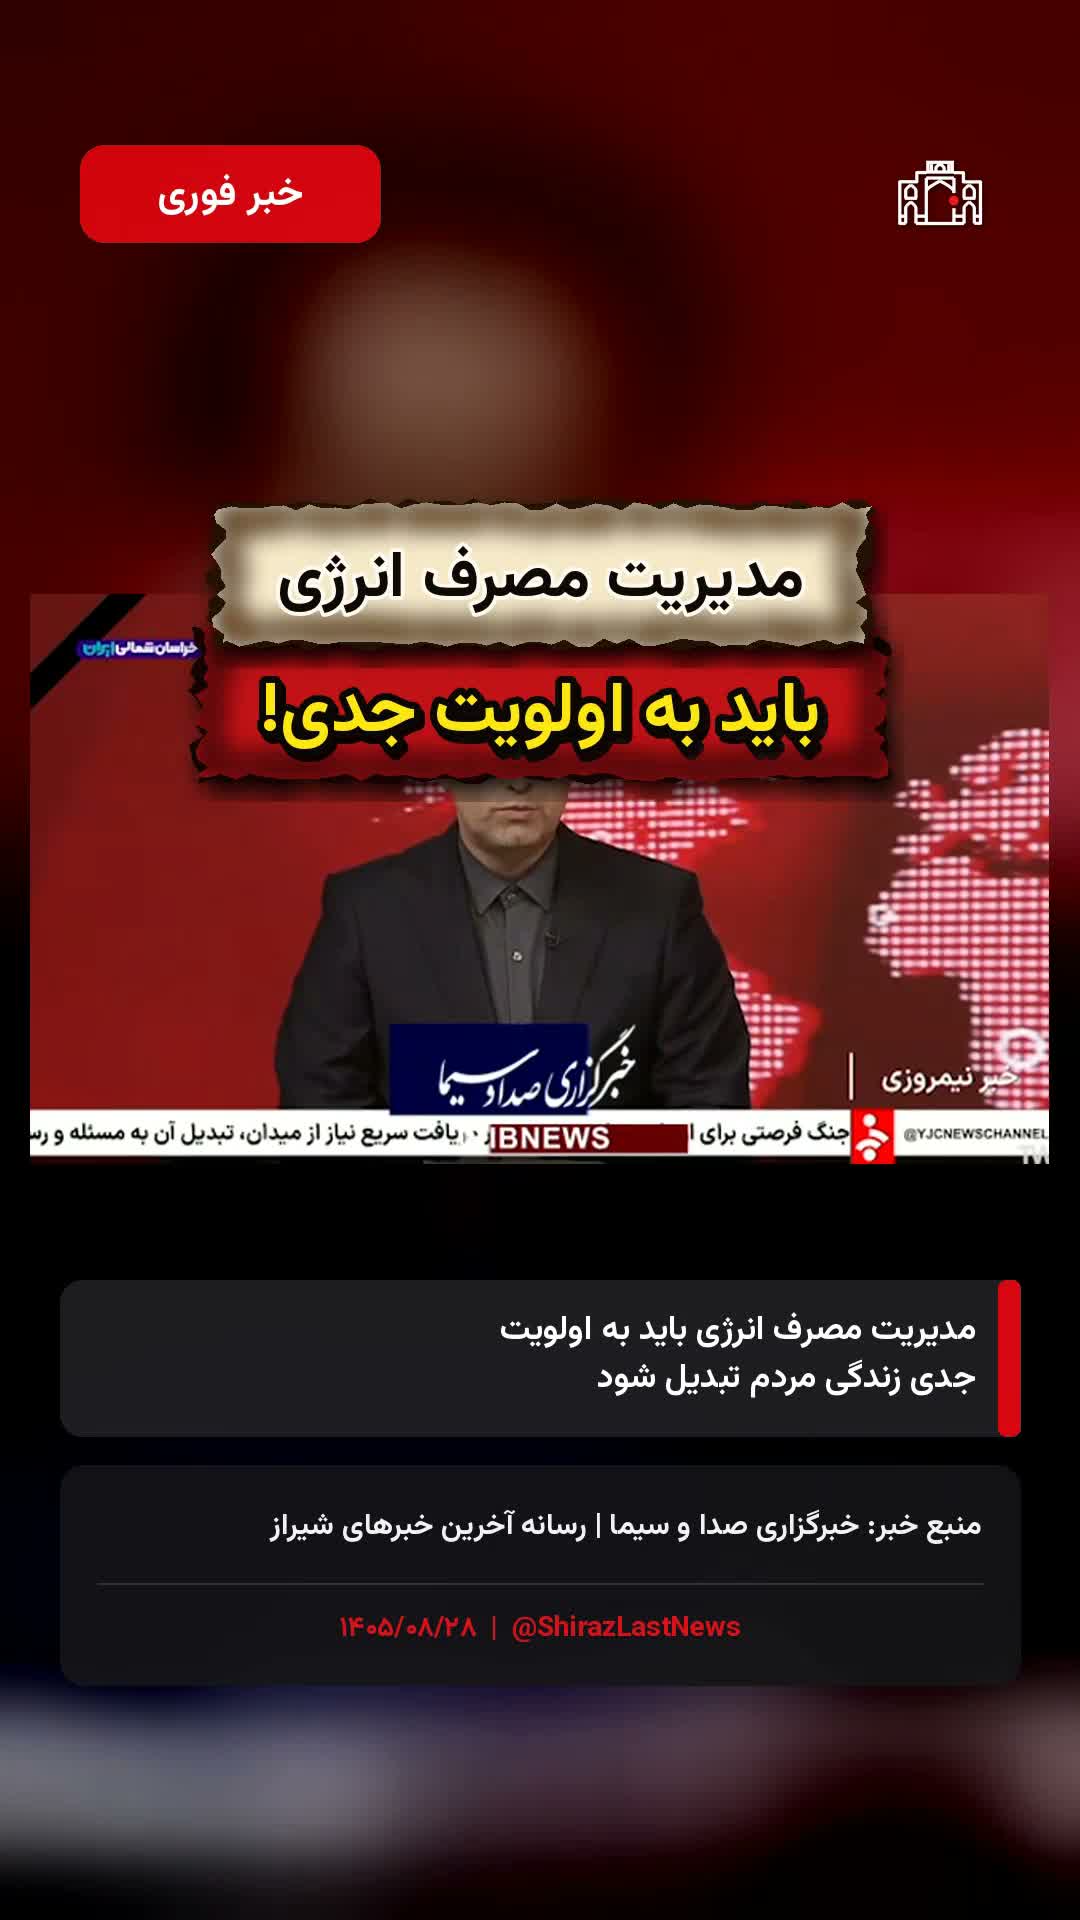 خبر فوری
مدیریت مصرف انرژی
باید به اولویت جدی!
خراسان‌شمالی ایران
خبرگزاری صدا و سیما
خبر نیمروزی
@YJCNEWSCHANNEL
جنگ فرصتی برای
یافت سریع نیاز از میدان، تبدیل آن به مسئله و
IBNEWS
مدیریت مصرف انرژی باید به اولویت
جدی زندگی مردم تبدیل شود
منبع خبر: خبرگزاری صدا و سیما | رسانه آخرین خبرهای شیراز
@ShirazLastNews | ۱۴۰۵/۰۸/۲۸